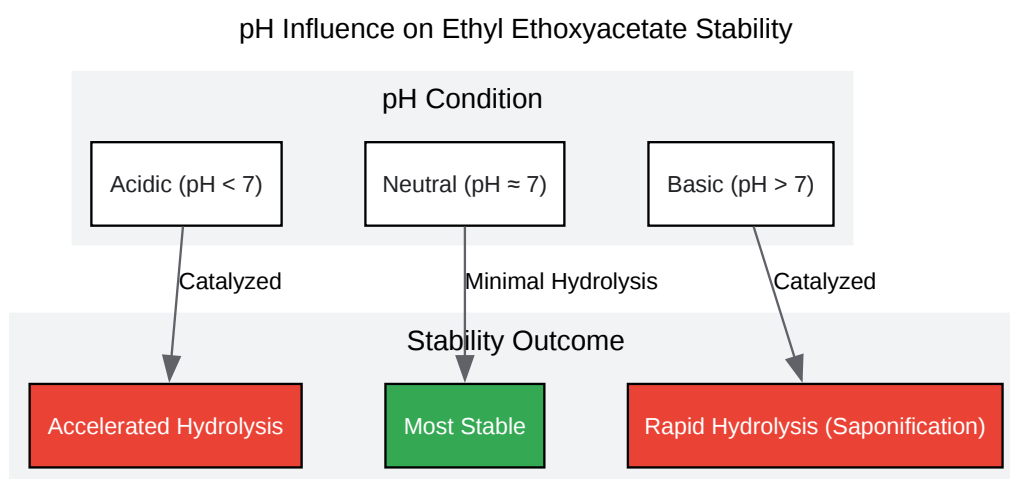 pH Influence on Ethyl Ethoxyacetate Stability
pH Condition
Acidic (pH < 7)
Neutral (pH ≈ 7)
Basic (pH > 7)
Catalyzed
Minimal Hydrolysis
Catalyzed
Stability Outcome
Accelerated Hydrolysis
Most Stable
Rapid Hydrolysis (Saponification)